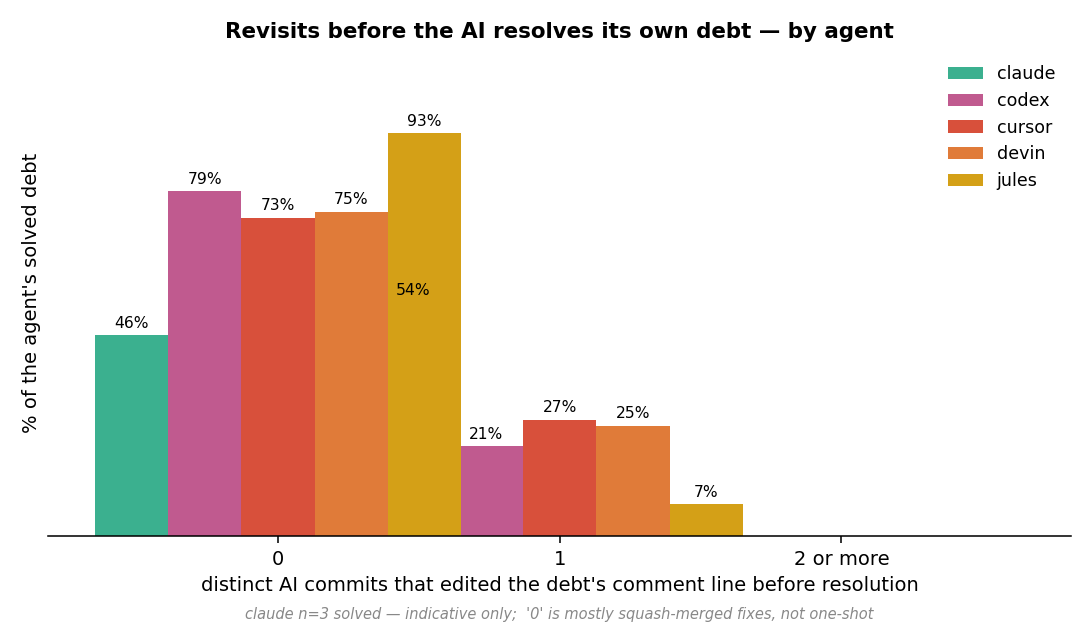 Revisits before the AI resolves its own debt — by agent
claude
codex
cursor
devin
jules
% of the agent's solved debt
46%
79%
73%
75%
93%
54%
21%
27%
25%
7%
0
1
2 or more
distinct AI commits that edited the debt's comment line before resolution
claude n=3 solved — indicative only;  '0' is mostly squash-merged fixes, not one-shot